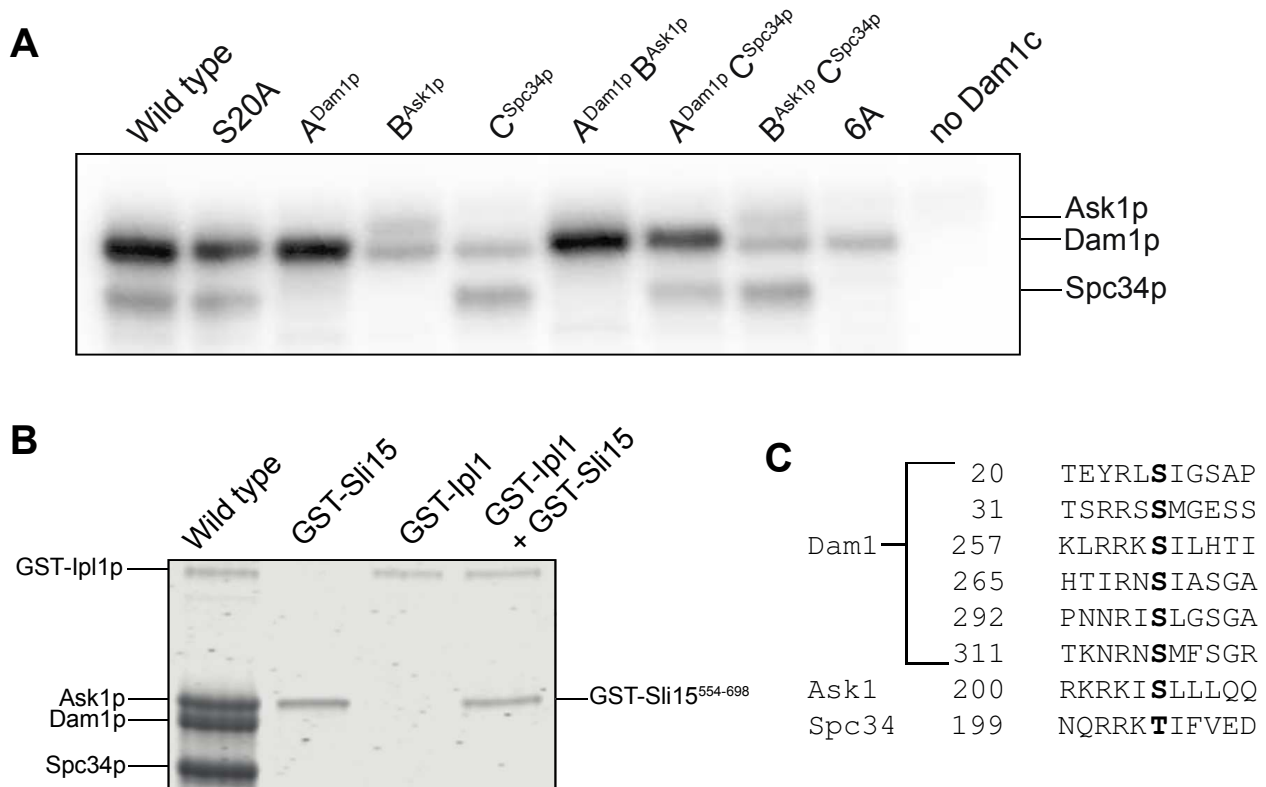 A
Wild type
S20A
A^Dam1p
B^Ask1p
C^Spc34p
A^Dam1p B^Ask1p
A^Dam1p C^Spc34p
B^Ask1p C^Spc34p
6A
no Dam1c
Ask1p
Dam1p
Spc34p
B
Wild type
GST-Sli15
GST-Ipl1
GST-Ipl1
+ GST-Sli15
GST-Ipl1p
Ask1p
Dam1p
Spc34p
GST-Sli15^554-698
C
Dam1
20 TEYRLSIGSAP
31 TSRRSSMGESS
257 KLRRKSILHTI
265 HTIRNSIASGA
292 PNNRISLGSGA
311 TKNRNSMFSGR
Ask1 200 RKRKISLLLQQ
Spc34 199 NQRRKTIFVED